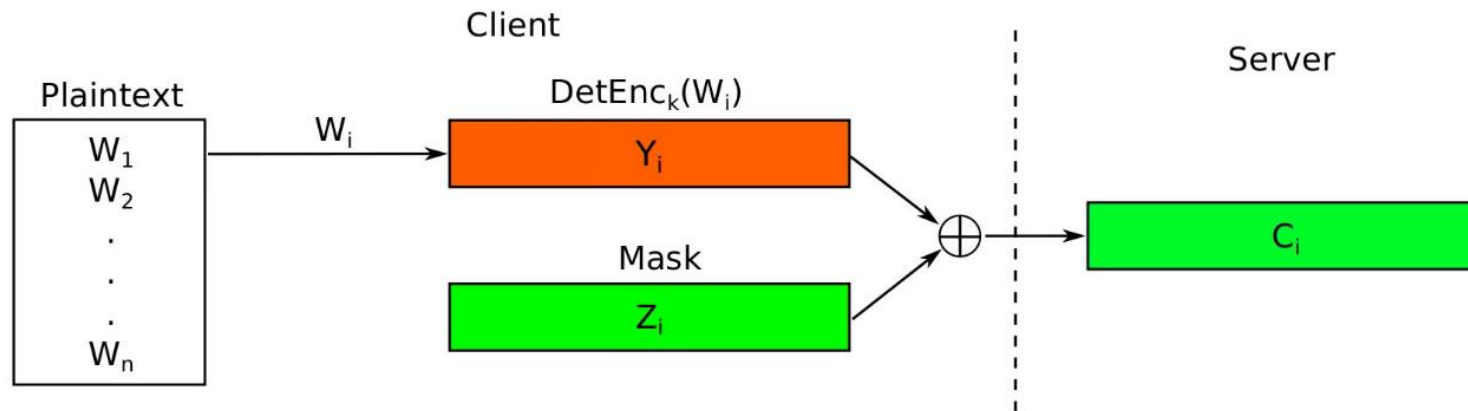 Client
Server
Plaintext
W₁
W₂
.
.
.
Wₙ
Wᵢ
DetEncₖ(Wᵢ)
Yᵢ
Mask
Zᵢ
Cᵢ